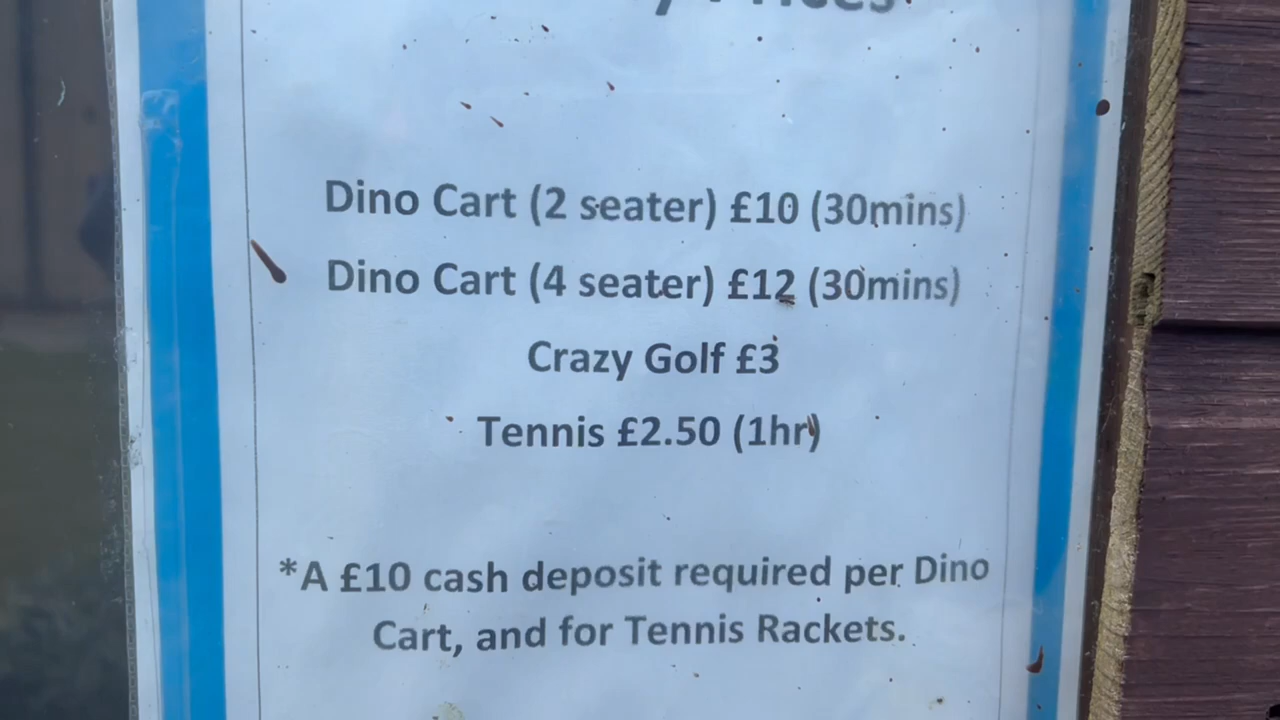 Prices
Dino Cart (2 seater) £10 (30mins)
Dino Cart (4 seater) £12 (30mins)
Crazy Golf £3
Tennis £2.50 (1hr)
*A £10 cash deposit required per Dino
Cart, and for Tennis Rackets.